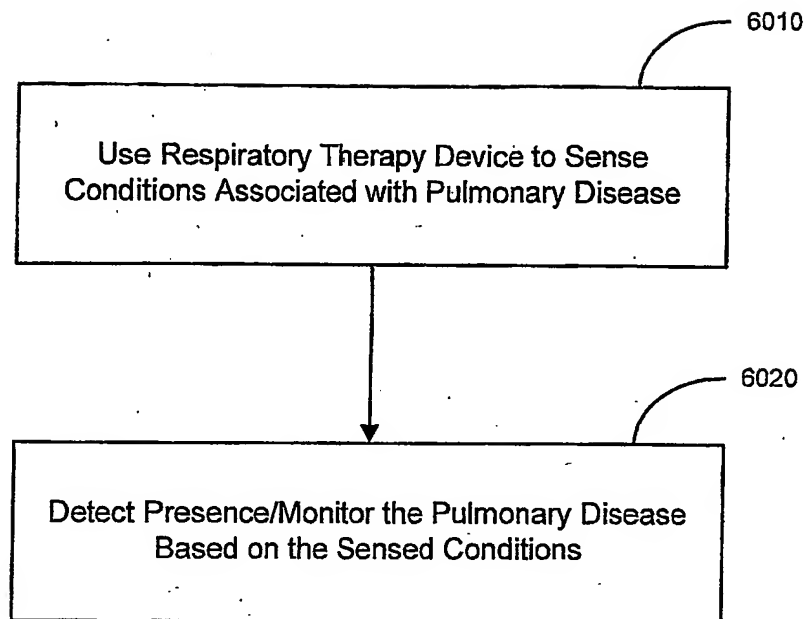 6010
Use Respiratory Therapy Device to Sense
Conditions Associated with Pulmonary Disease
6020
Detect Presence/Monitor the Pulmonary Disease
Based on the Sensed Conditions